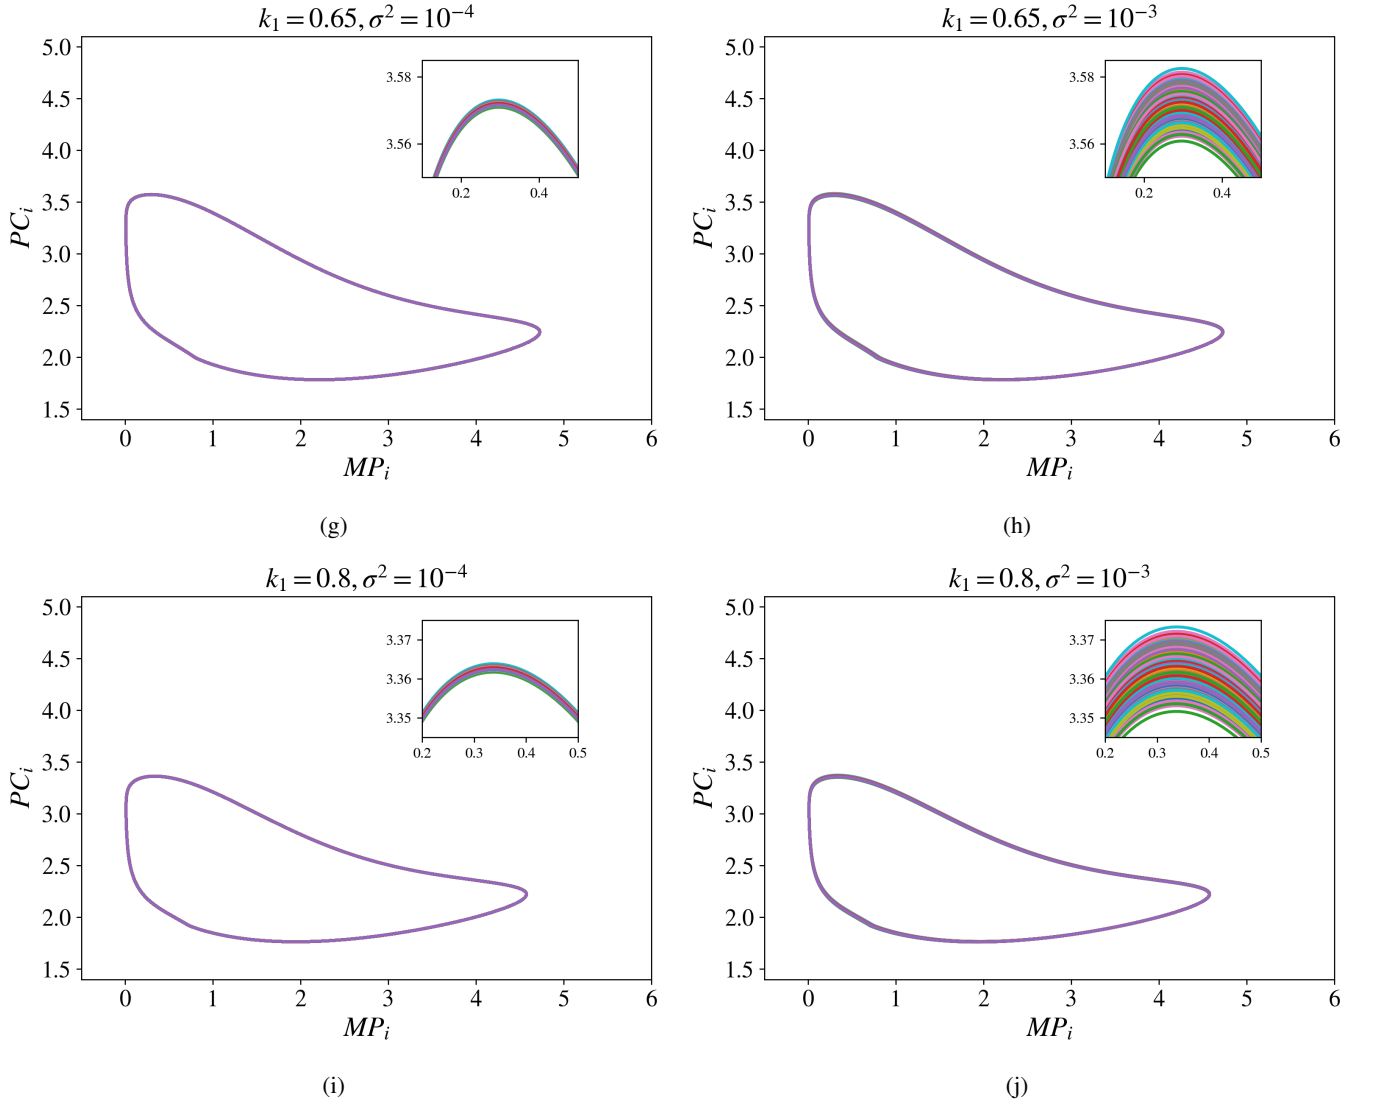 k₁ = 0.65, σ² = 10⁻⁴
5.0
4.5
4.0
3.5
3.0
2.5
2.0
1.5
PCᵢ
3.58
3.56
0.2 0.4
0 1 2 3 4 5 6
MPᵢ
(g)
k₁ = 0.65, σ² = 10⁻³
5.0
4.5
4.0
3.5
3.0
2.5
2.0
1.5
PCᵢ
3.58
3.56
0.2 0.4
0 1 2 3 4 5 6
MPᵢ
(h)
k₁ = 0.8, σ² = 10⁻⁴
5.0
4.5
4.0
3.5
3.0
2.5
2.0
1.5
PCᵢ
3.37
3.36
3.35
0.2 0.3 0.4 0.5
0 1 2 3 4 5 6
MPᵢ
(i)
k₁ = 0.8, σ² = 10⁻³
5.0
4.5
4.0
3.5
3.0
2.5
2.0
1.5
PCᵢ
3.37
3.36
3.35
0.2 0.3 0.4 0.5
0 1 2 3 4 5 6
MPᵢ
(j)